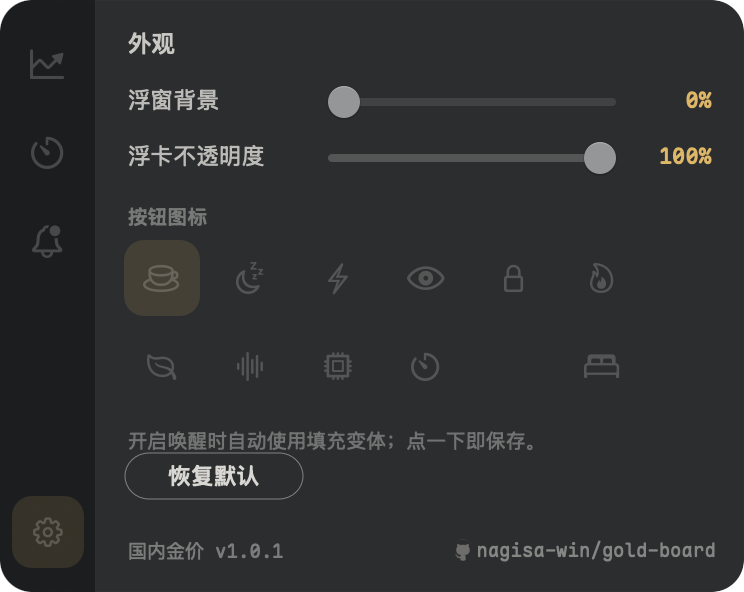 外观
浮窗背景 0%
浮卡不透明度 100%
按钮图标
开启唤醒时自动使用填充变体；点一下即保存。
恢复默认
国内金价 v1.0.1 nagisa-win/gold-board